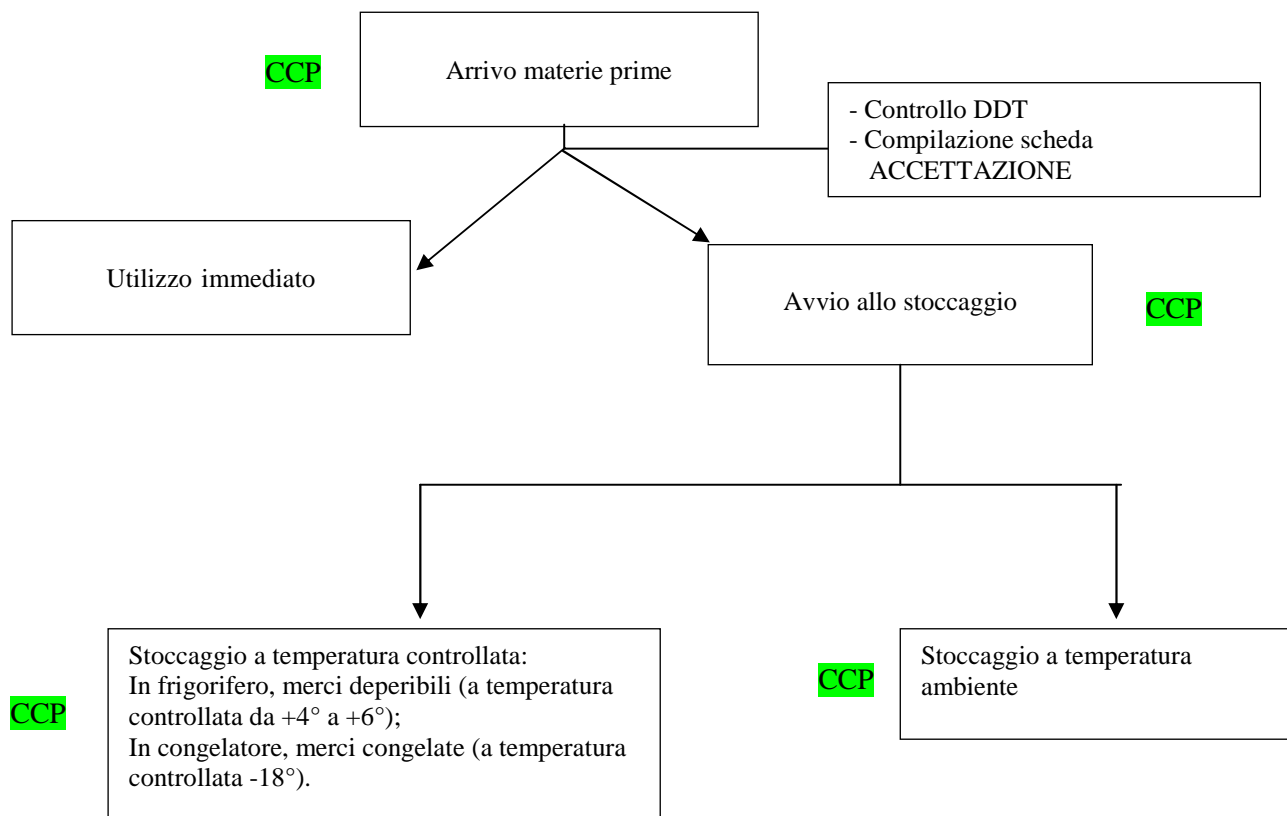 CCP
Arrivo materie prime
- Controllo DDT
- Compilazione scheda
ACCETTAZIONE
Utilizzo immediato
Avvio allo stoccaggio
CCP
CCP
Stoccaggio a temperatura controllata:
In frigorifero, merci deperibili (a temperatura
controllata da +4° a +6°);
In congelatore, merci congelate (a temperatura
controllata -18°).
CCP
Stoccaggio a temperatura
ambiente